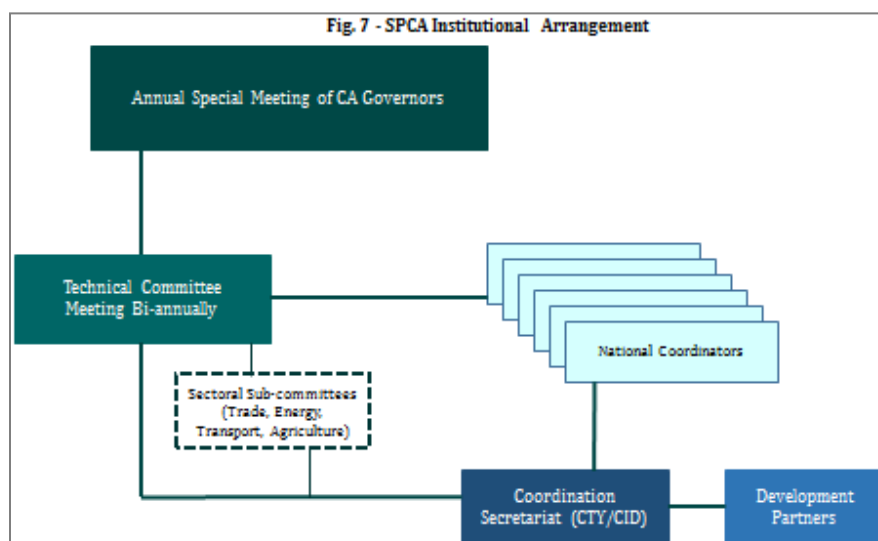 Fig. 7 - SPCA Institutional Arrangement
Annual Special Meeting of CA Governors
Technical Committee
Meeting Bi-annually
National Coordinators
Sectoral Sub-committees
(Trade, Energy,
Transport, Agriculture)
Coordination
Secretariat (CTY/CID)
Development
Partners